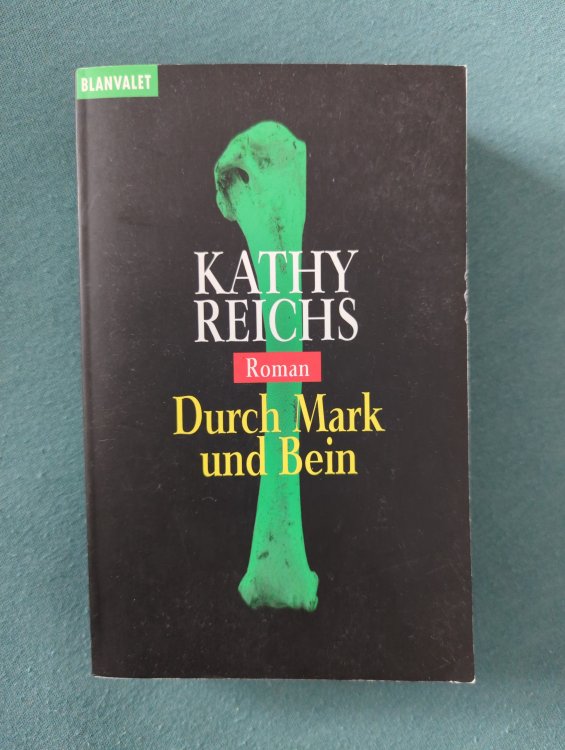 BLANVALET
KATHY
REICHS
Roman
Durch Mark
und Bein